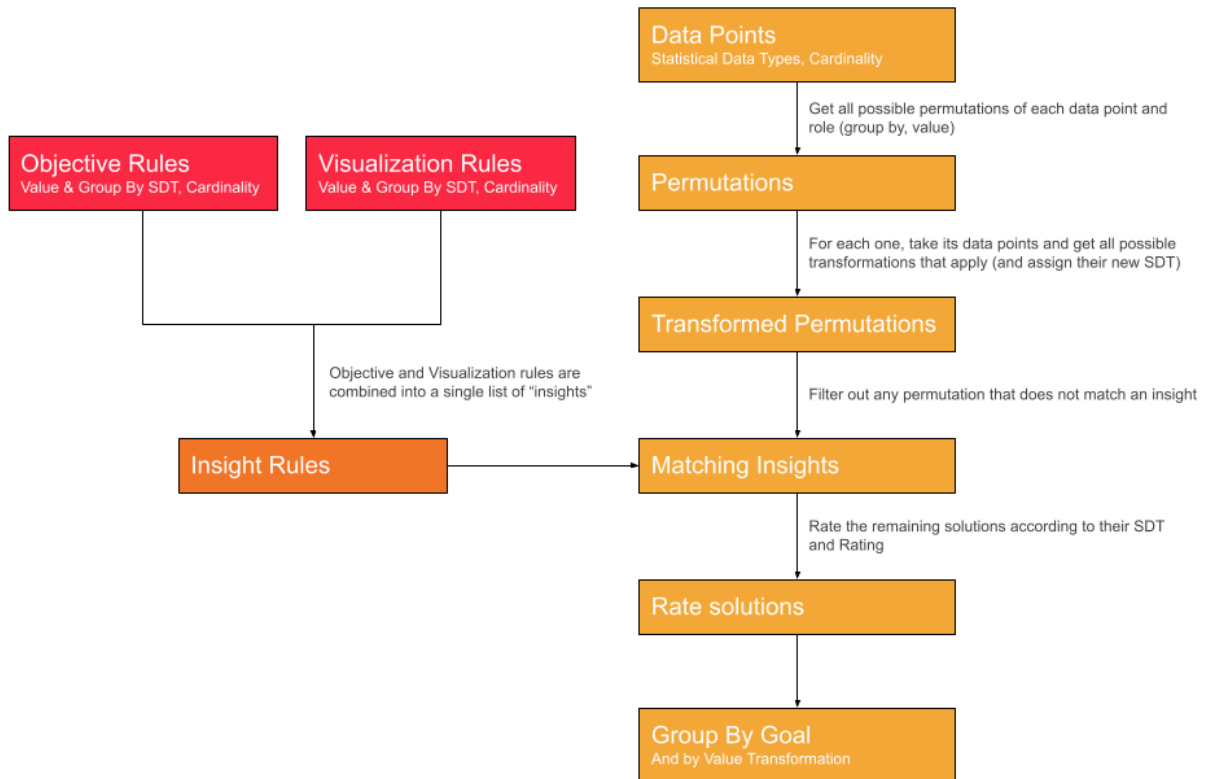 Data Points
Statistical Data Types, Cardinality
Get all possible permutations of each data point and
role (group by, value)
Objective Rules
Value & Group By SDT, Cardinality
Visualization Rules
Value & Group By SDT, Cardinality
Permutations
For each one, take its data points and get all possible
transformations that apply (and assign their new SDT)
Transformed Permutations
Objective and Visualization rules are
combined into a single list of “insights”
Filter out any permutation that does not match an insight
Insight Rules
Matching Insights
Rate the remaining solutions according to their SDT
and Rating
Rate solutions
Group By Goal
And by Value Transformation